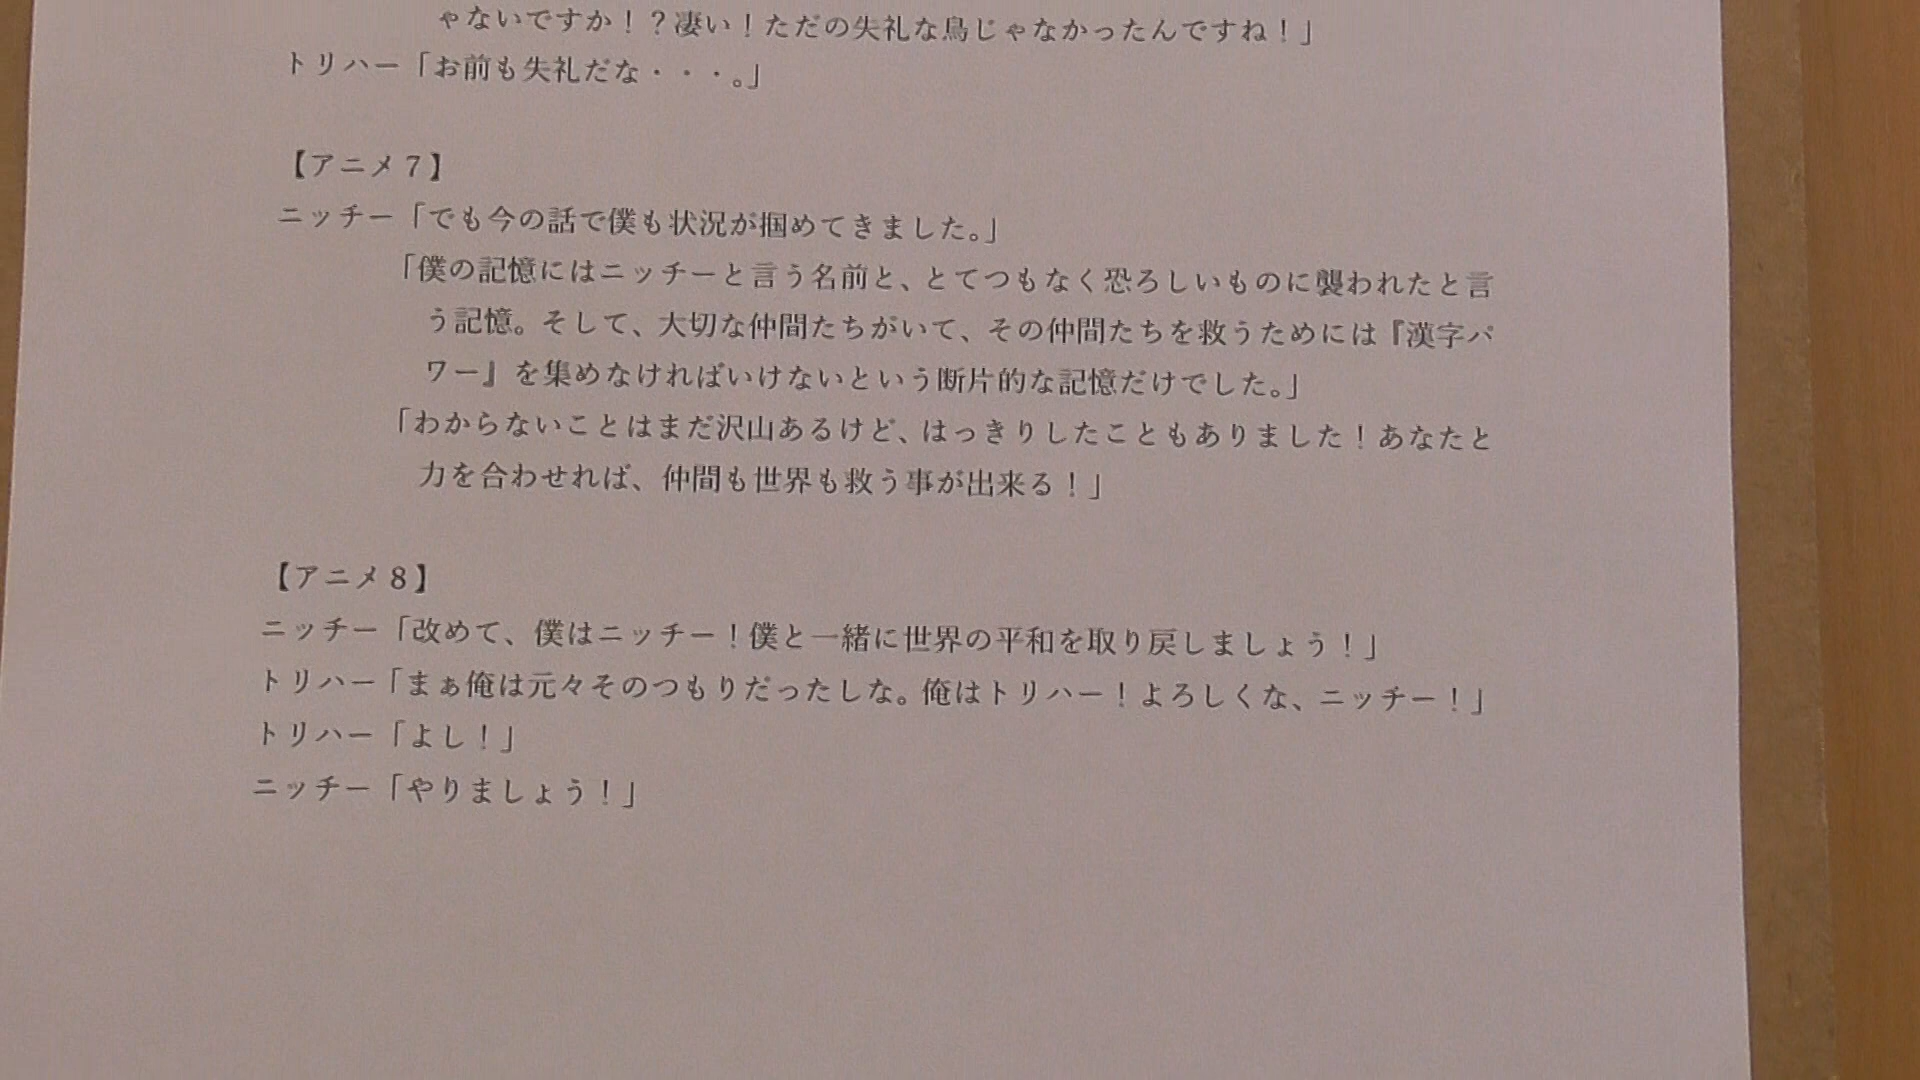 ゃないですか！？凄い！ただの失礼な鳥じゃなかったんですね！」
トリハー「お前も失礼だな・・・。」
【アニメ７】
ニッチー「でも今の話で僕も状況が掴めてきました。」
「僕の記憶にはニッチーと言う名前と、とてつもなく恐ろしいものに襲われたと言
う記憶。そして、大切な仲間たちがいて、その仲間たちを救うためには『漢字パ
ワー』を集めなければいけないという断片的な記憶だけでした。」
「わからないことはまだ沢山あるけど、はっきりしたこともありました！あなたと
力を合わせれば、仲間も世界も救う事が出来る！」
【アニメ８】
ニッチー「改めて、僕はニッチー！僕と一緒に世界の平和を取り戻しましょう！」
トリハー「まぁ俺は元々そのつもりだったしな。俺はトリハー！よろしくな、ニッチー！」
トリハー「よし！」
ニッチー「やりましょう！」